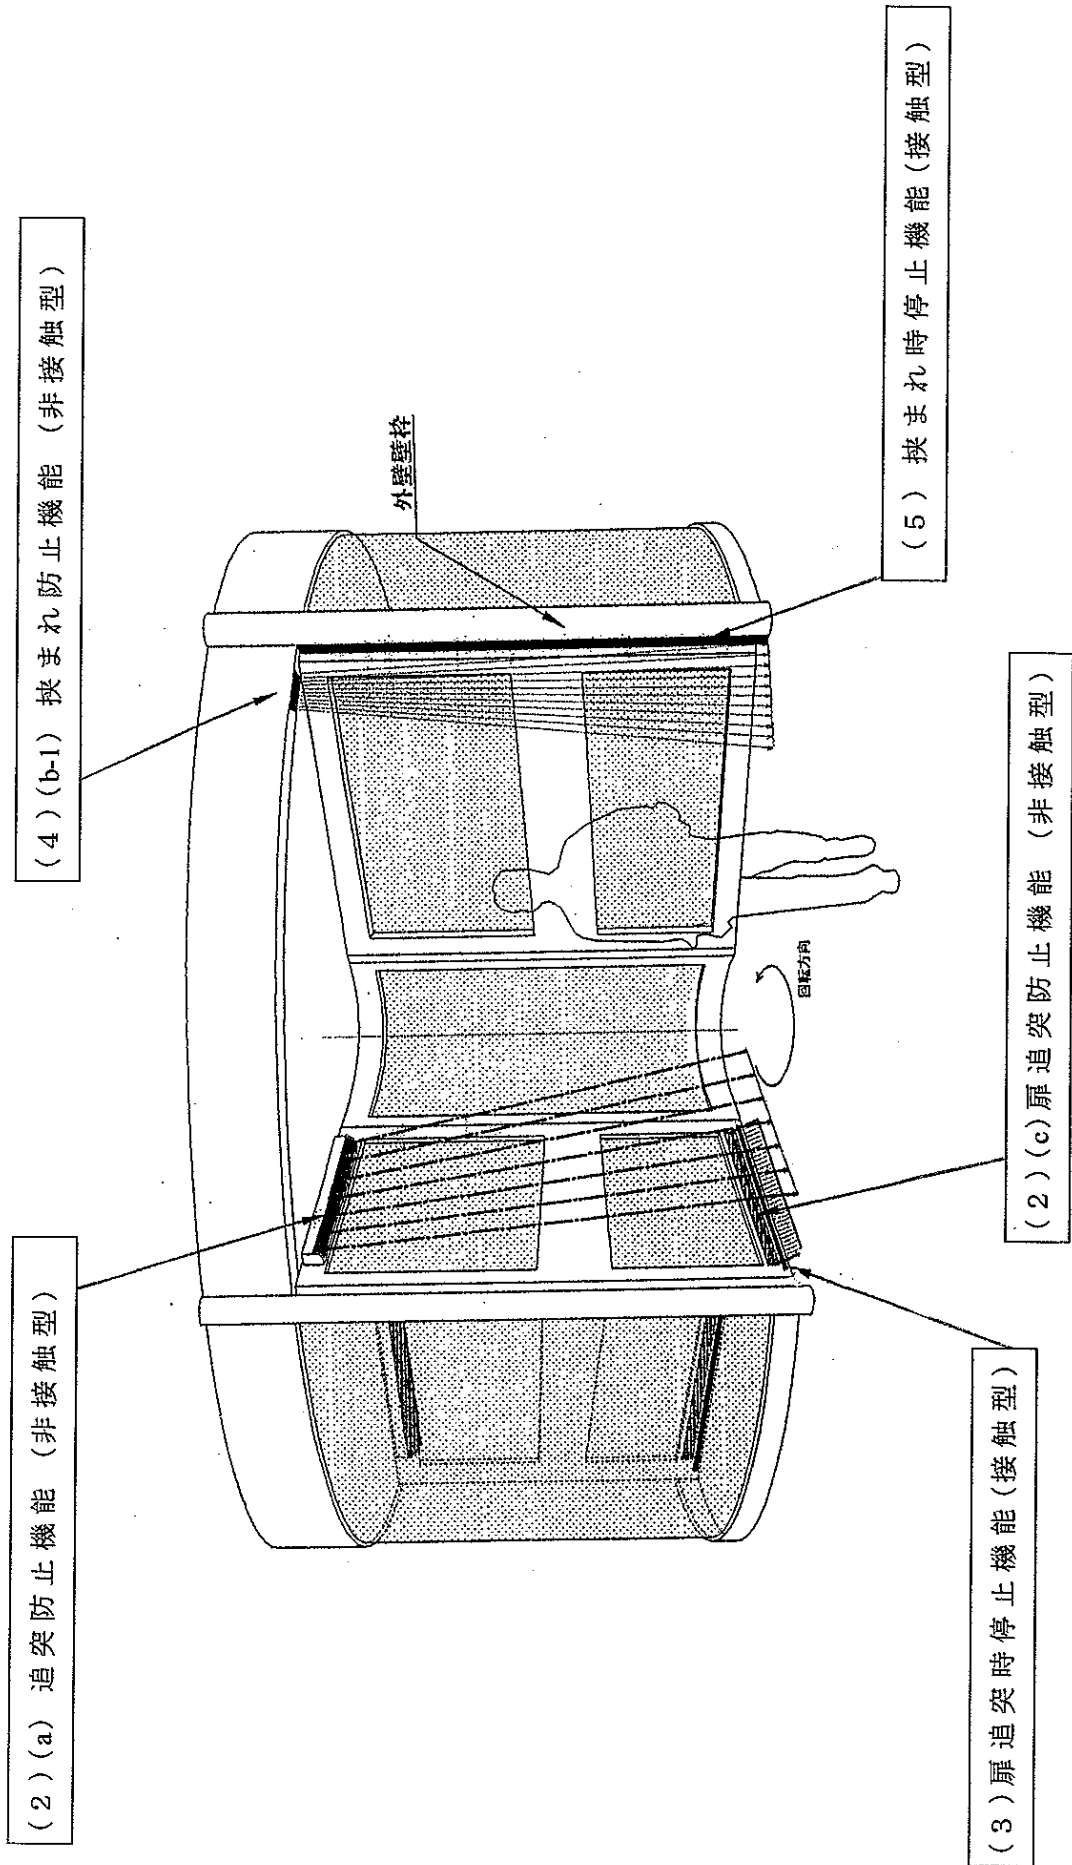 (2)(a) 追突防止機能 (非接触型)
(4)(b-1) 挟まれ防止機能 (非接触型)
外壁壁枠
回転方向
(3)扉追突時停止機能(接触型)
(2)(c)扉追突防止機能 (非接触型)
(5) 挟まれ時停止機能(接触型)